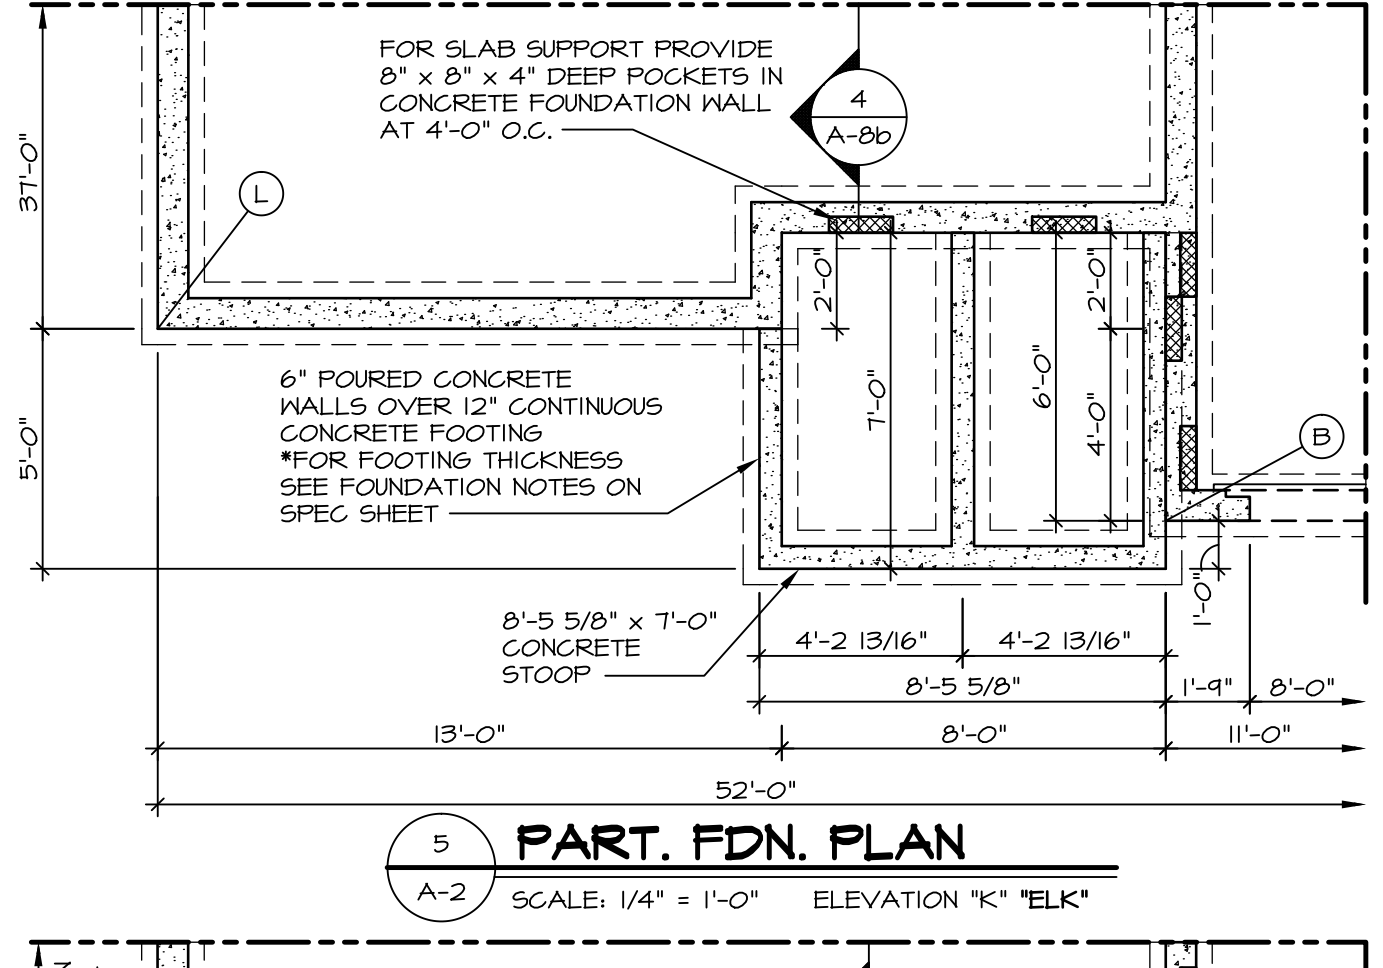 FOR SLAB SUPPORT PROVIDE
8" x 8" x 4" DEEP POCKETS IN
CONCRETE FOUNDATION WALL
AT 4'-0" O.C.
4
A-8b
37'-0"
L
2'-0"
2'-0"
6" POURED CONCRETE
WALLS OVER 12" CONTINUOUS
CONCRETE FOOTING
*FOR FOOTING THICKNESS
SEE FOUNDATION NOTES ON
SPEC SHEET
5'-0"
7'-0"
6'-0"
4'-0"
B
1'-0"
8'-5 5/8" x 7'-0"
CONCRETE
STOOP
4'-2 13/16"
4'-2 13/16"
8'-5 5/8"
1'-9"
8'-0"
13'-0"
8'-0"
11'-0"
52'-0"
5
A-2
PART. FDN. PLAN
SCALE: 1/4" = 1'-0" ELEVATION "K" "ELK"